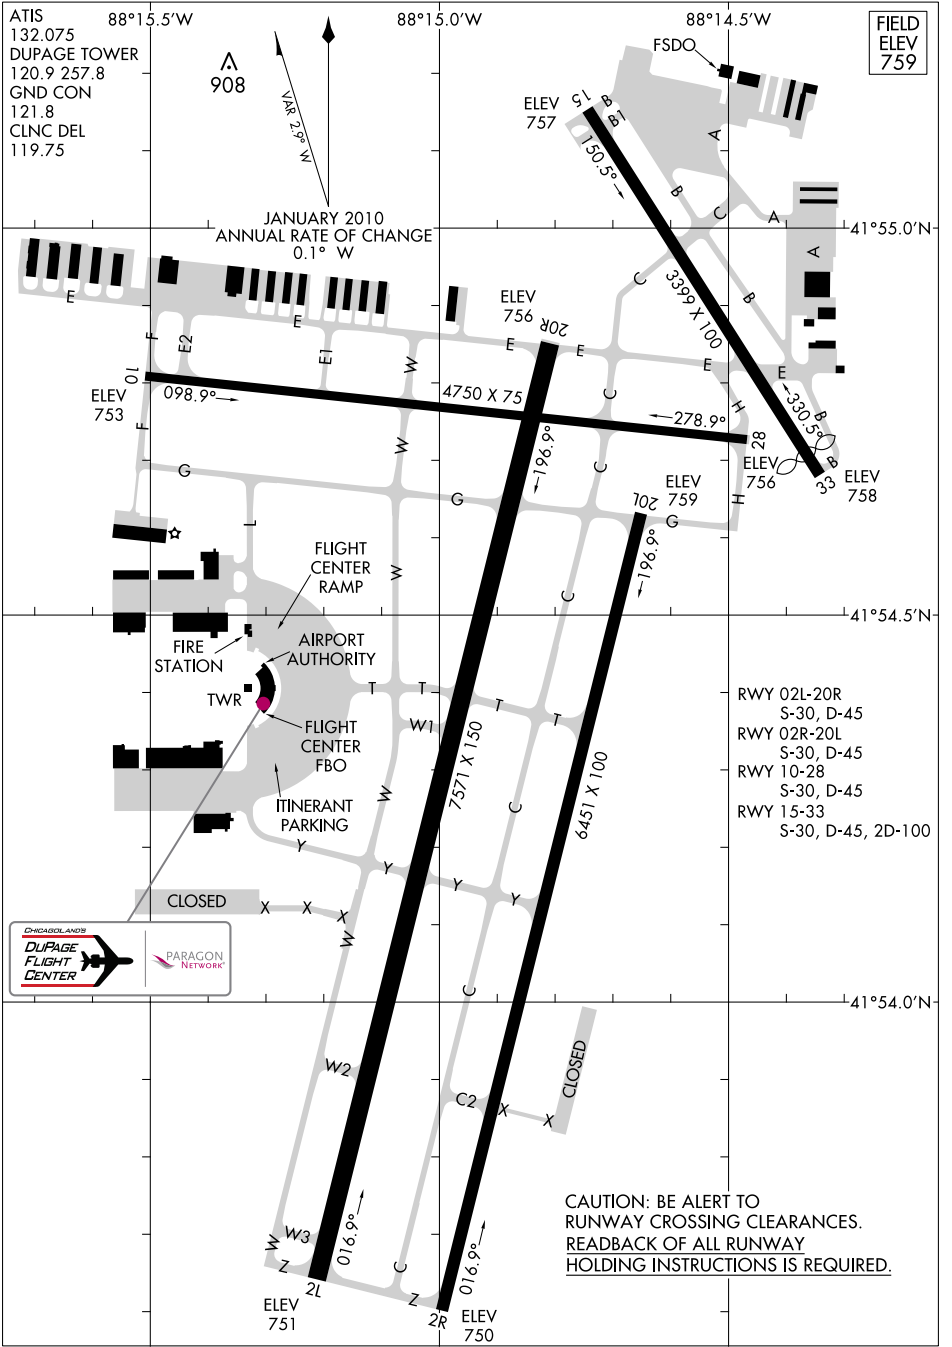 ATIS
132.075
DUPAGE TOWER
120.9 257.8
GND CON
121.8
CLNC DEL
119.75
88°15.5'W
88°15.0'W
88°14.5'W
FIELD
ELEV
759
908
VAR 2.9° W
JANUARY 2010
ANNUAL RATE OF CHANGE
0.1° W
FSDO
ELEV
757
15
B
B1
150.5°
A
B
C
A
41°55.0'N
A
C
3399 X 100
B
E
E
ELEV
756
20R
F
E2
E1
W
E
E
E
E
10
ELEV
753
098.9°
4750 X 75
C
278.9°
H
330.5°
B
28
F
W
196.9°
C
ELEV
756
B
33
ELEV
758
G
G
20L
ELEV
759
G
H
L
196.9°
FLIGHT
CENTER
RAMP
W
C
41°54.5'N
FIRE
STATION
AIRPORT
AUTHORITY
TWR
T
T
T
T
W1
FLIGHT
CENTER
FBO
RWY 02L-20R
S-30, D-45
RWY 02R-20L
S-30, D-45
RWY 10-28
S-30, D-45
RWY 15-33
S-30, D-45, 2D-100
7571 X 150
6451 X 100
W
C
ITINERANT
PARKING
Y
Y
Y
Y
CLOSED
X
X
X
W
CHICAGOLAND'S
DUPAGE
FLIGHT
CENTER
PARAGON
NETWORK
C
41°54.0'N
W2
C2
X
X
CLOSED
CAUTION: BE ALERT TO
RUNWAY CROSSING CLEARANCES.
READBACK OF ALL RUNWAY
HOLDING INSTRUCTIONS IS REQUIRED.
W
W3
016.9°
016.9°
Z
C
2L
Z
ELEV
751
2R
ELEV
750